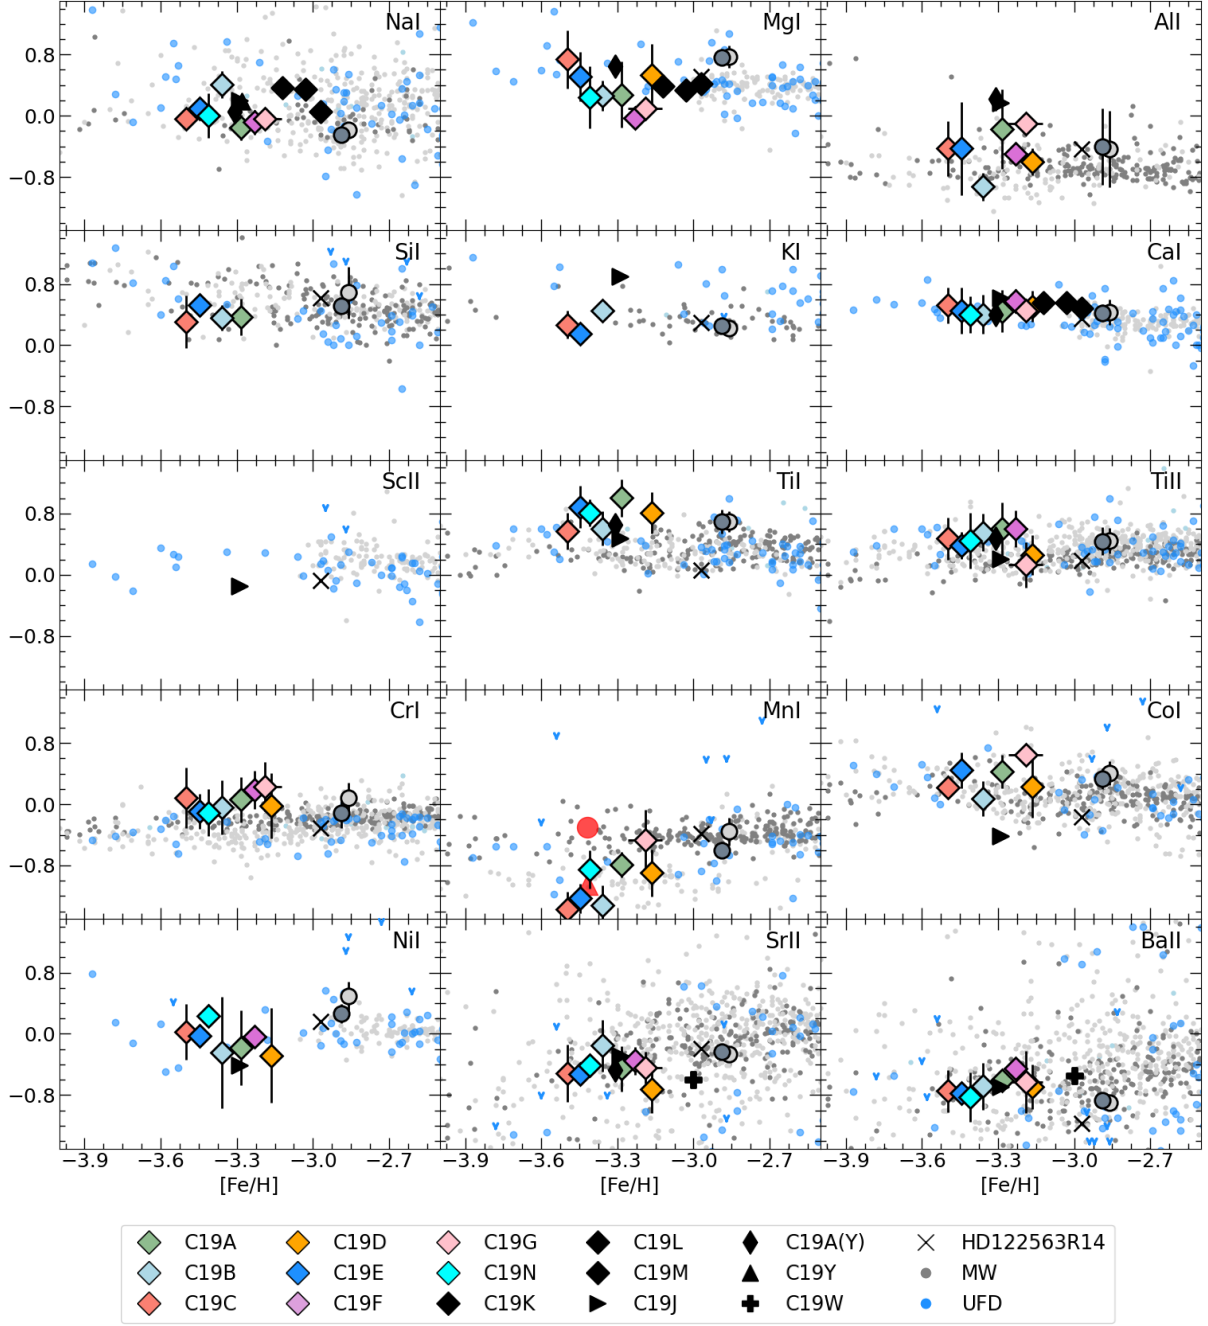 NaI MgI AlI
0.8
0.0
−0.8
SiI KI CaI
0.8
0.0
−0.8
ScII TiI TiII
0.8
0.0
−0.8
CrI MnI CoI
0.8
0.0
−0.8
NiI SrII BaII
0.8
0.0
−0.8
−3.9 −3.6 −3.3 −3.0 −2.7 −3.6 −3.3 −3.0 −2.7 −3.9 −3.6 −3.3 −3.0 −2.7
[Fe/H] [Fe/H] [Fe/H]
C19A C19D C19G C19L C19A(Y) HD122563R14
C19B C19E C19N C19M C19Y MW
C19C C19F C19K C19J C19W UFD